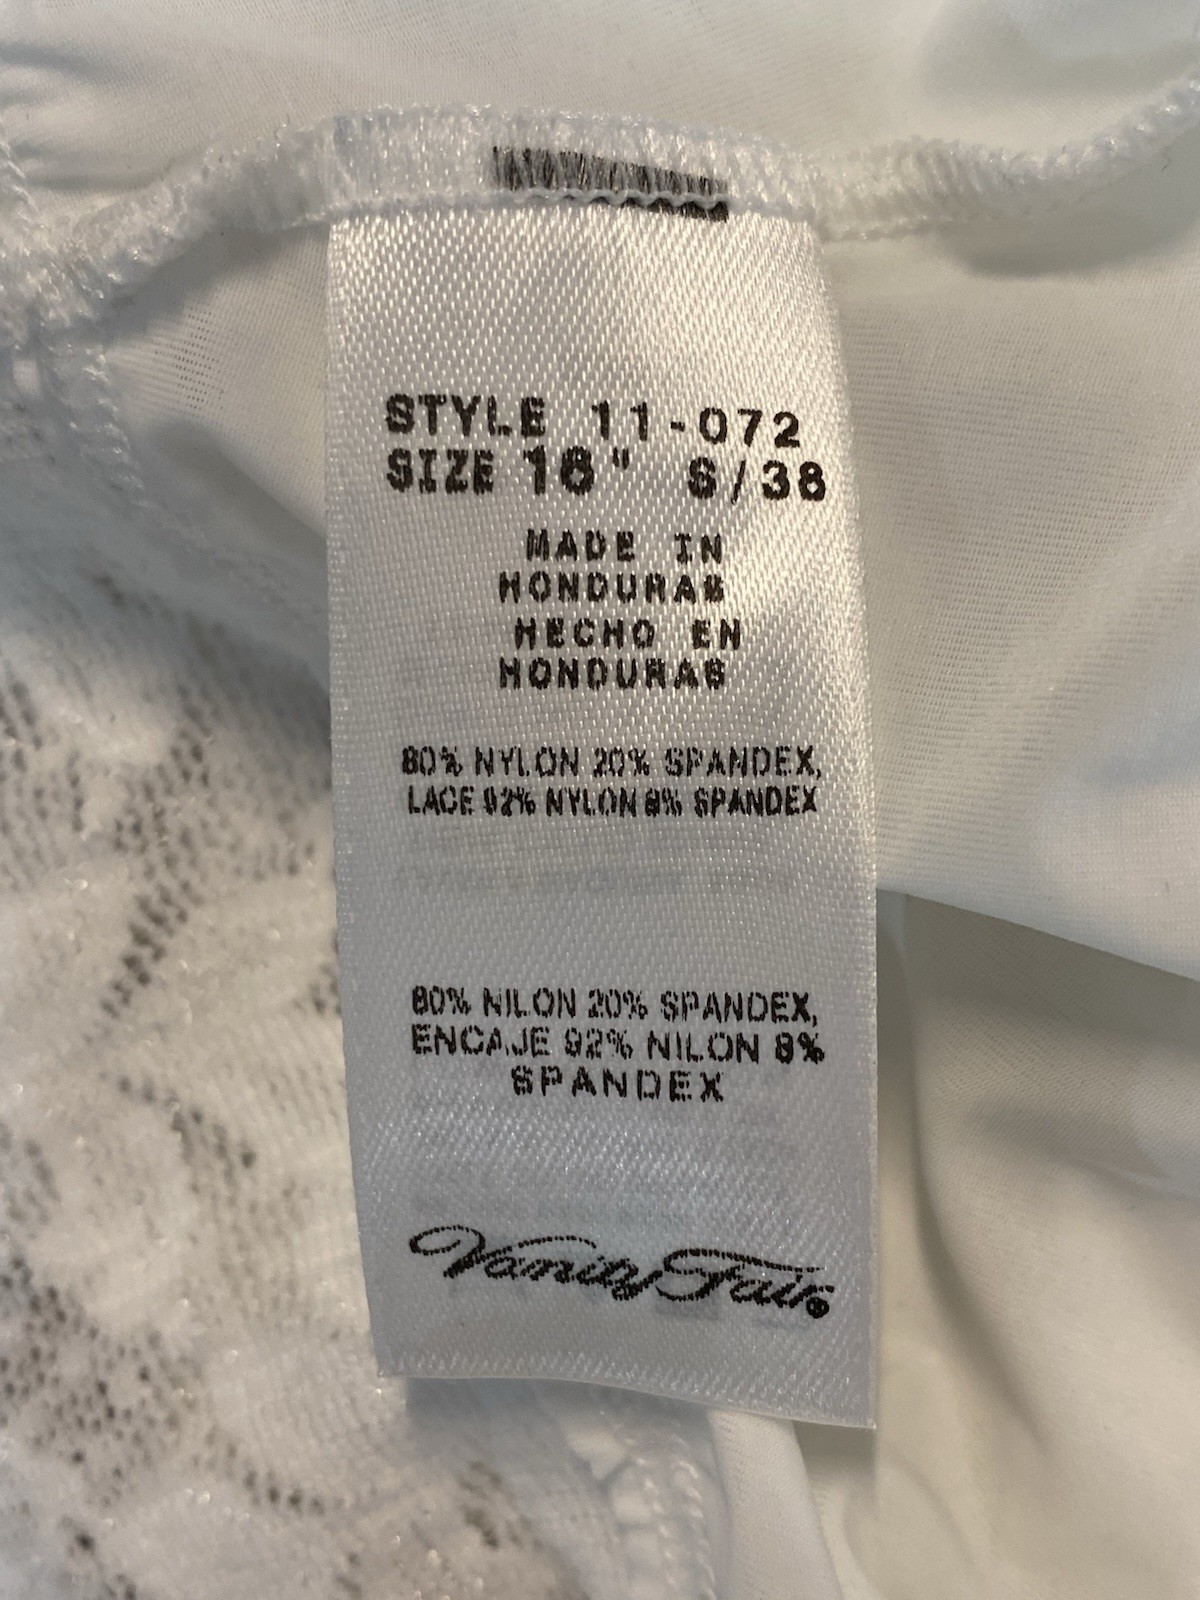 STYLE 11-072
SIZE 16" S/36
MADE IN
HONDURAS
HECHO EN
HONDURAS
80% NYLON 20% SPANDEX,
LACE 92% NYLON 8% SPANDEX
80% NILON 20% SPANDEX,
ENCAJE 92% NILON 8%
SPANDEX
Vanity Fair®